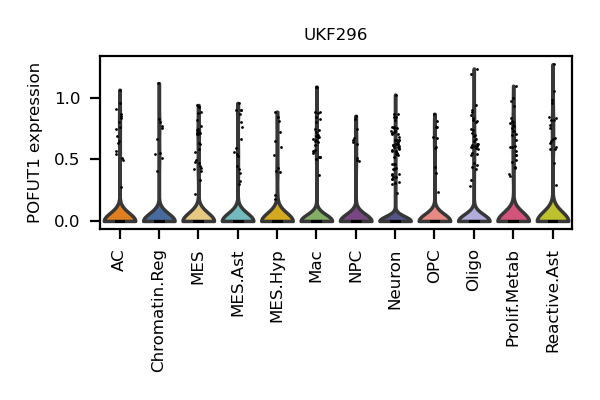 UKF296
POFUT1 expression
1.0
0.5
0.0
AC
Chromatin.Reg
MES
MES.Ast
MES.Hyp
Mac
NPC
Neuron
OPC
Oligo
Prolif.Metab
Reactive.Ast